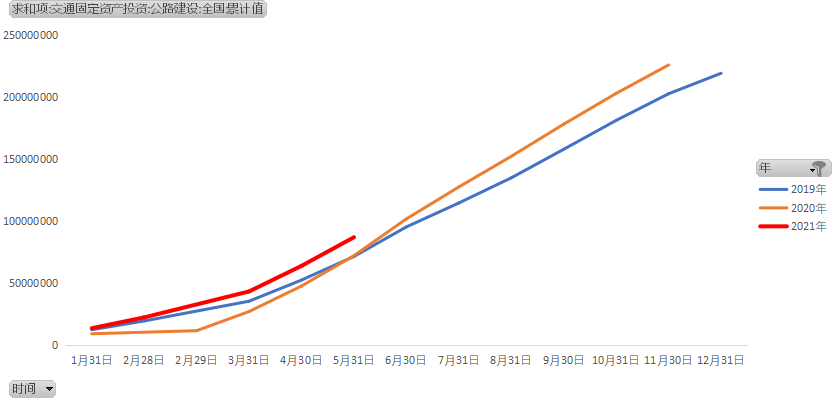 求和项:交通固定资产投资:公路建设:全国:累计值
250000000
200000000
150000000
100000000
50000000
0
1月31日 2月28日 2月29日 3月31日 4月30日 5月31日 6月30日 7月31日 8月31日 9月30日 10月31日 11月30日 12月31日
年
2019年
2020年
2021年
时间